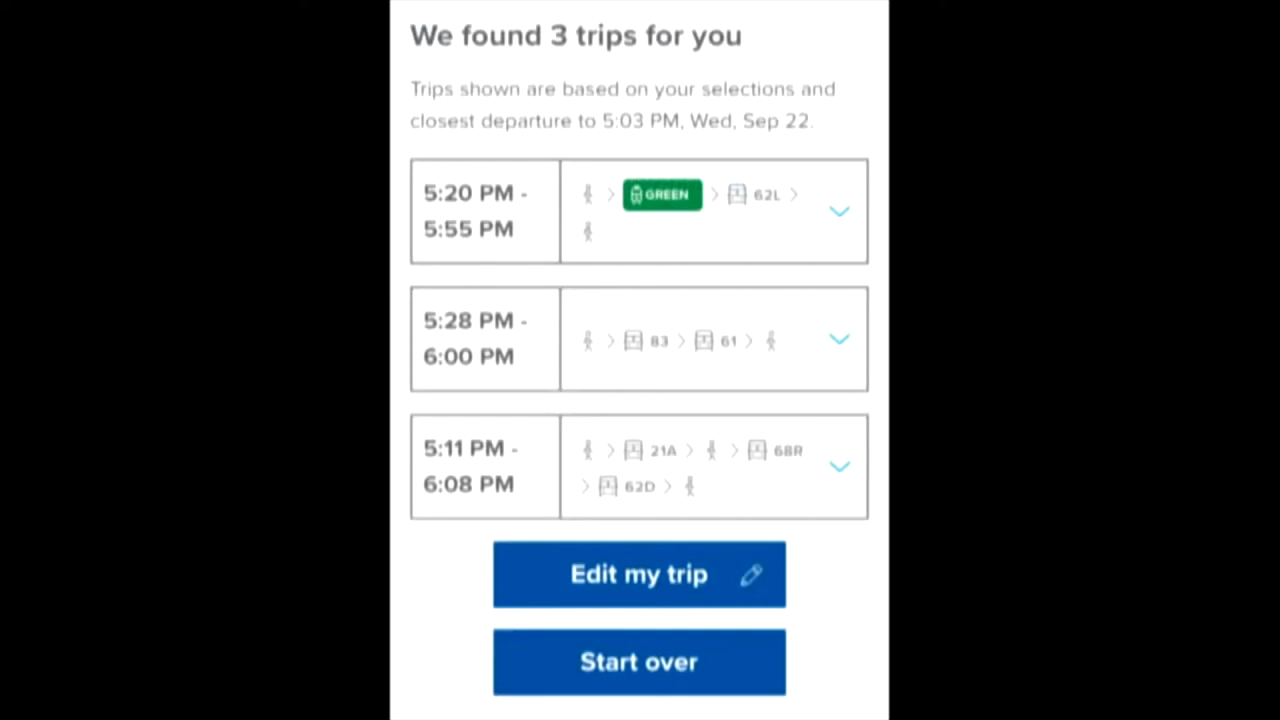 We found 3 trips for you
Trips shown are based on your selections and
closest departure to 5:03 PM, Wed, Sep 22.
5:20 PM -
5:55 PM
GREEN 62L
5:28 PM -
6:00 PM
83 61
5:11 PM -
6:08 PM
21A 68R
62D
Edit my trip
Start over